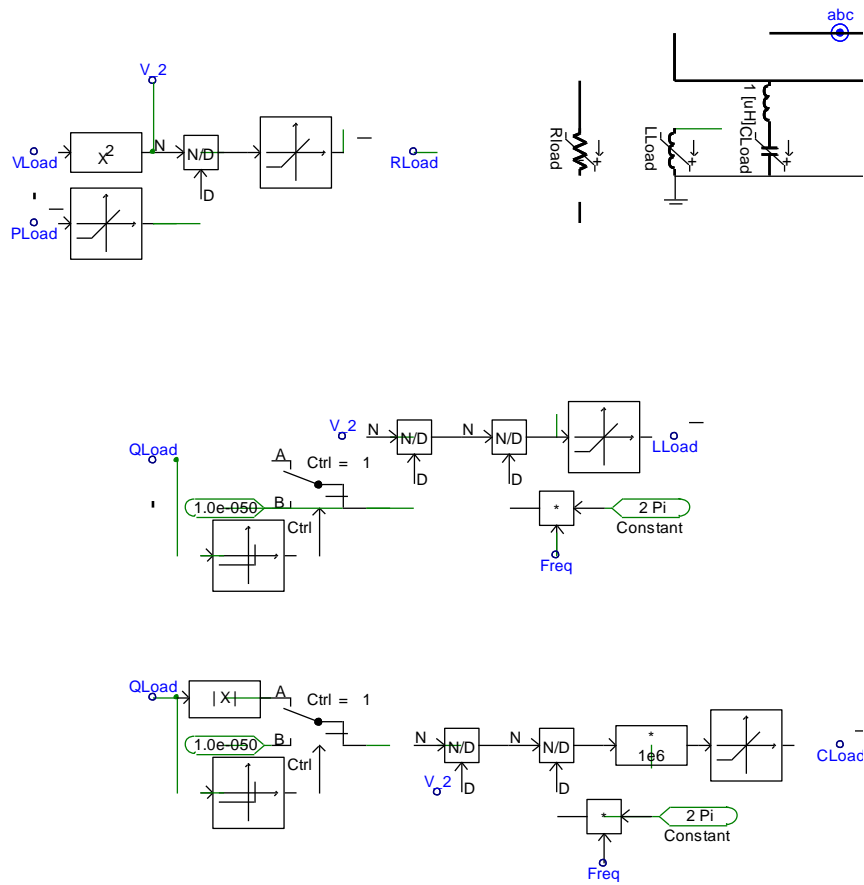 abc
V_2
1 [uH]
CLoad
N
VLoad
X2
N/D
Rload
LLoad
RLoad
D
PLoad
V_2
N
N/D
N
N/D
QLoad
A
Ctrl = 1
LLoad
D
D
1.0e-050
B
*
2 Pi
Constant
Ctrl
Freq
QLoad
|X|
A
Ctrl = 1
N
N
*
1.0e-050
B
N/D
N/D
1e6
CLoad
Ctrl
V_2
D
D
*
2 Pi
Constant
Freq